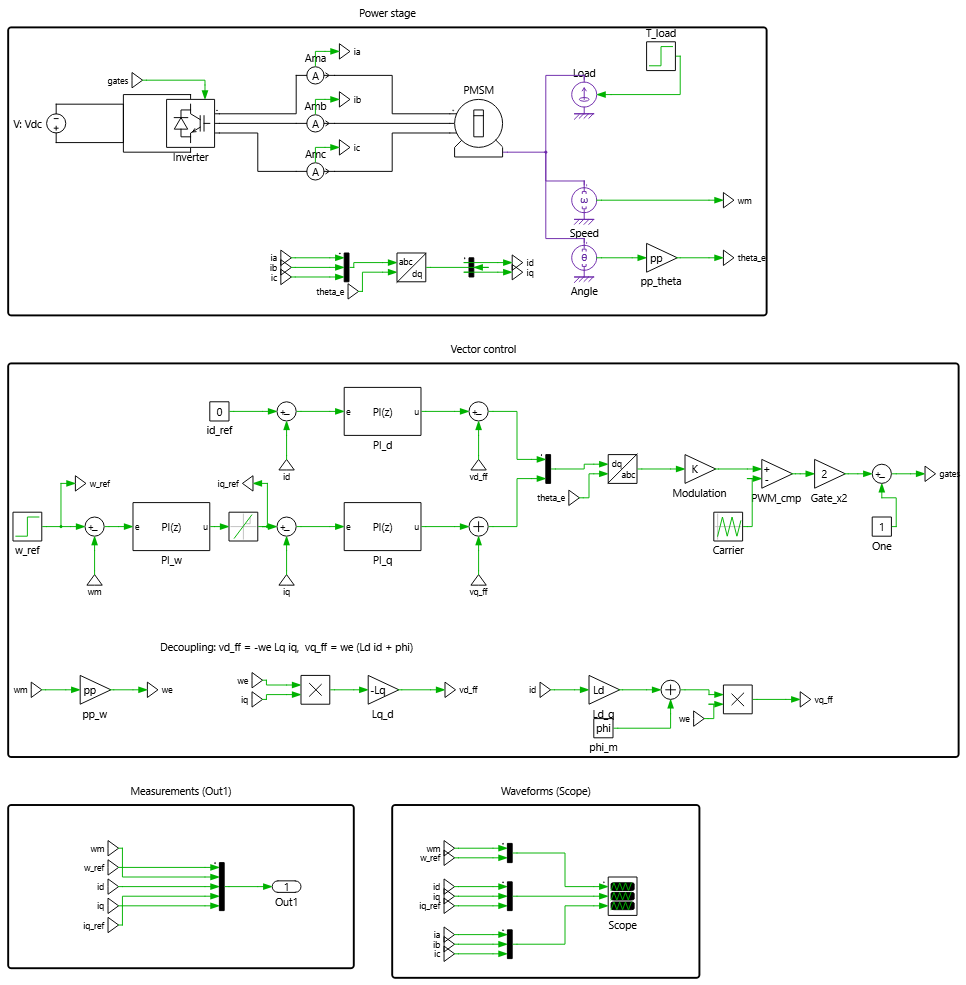 Power stage
T_load
Ama
ia
A
gates
Load
PMSM
Amb
ib
V: Vdc
A
Inverter
Amc
ic
A
ω
wm
Speed
ia
ib
ic
abc
dq
id
iq
θ
pp
theta_e
theta_e
Angle
pp_theta
Vector control
0
id_ref
e
PI(z)
u
PI_d
id
vd_ff
w_ref
iq_ref
theta_e
dq
abc
K
Modulation
+
-
PWM_cmp
2
Gate_x2
gates
w_ref
e
PI(z)
u
PI_w
e
PI(z)
u
PI_q
Carrier
1
One
wm
iq
vq_ff
Decoupling: vd_ff = -we Lq iq, vq_ff = we (Ld id + phi)
wm
pp
we
pp_w
we
iq
-Lq
vd_ff
Lq_d
id
Ld
Ld_q
phi
phi_m
we
vq_ff
Measurements (Out1)
wm
w_ref
id
iq
iq_ref
1
Out1
Waveforms (Scope)
wm
w_ref
id
iq
iq_ref
ia
ib
ic
Scope